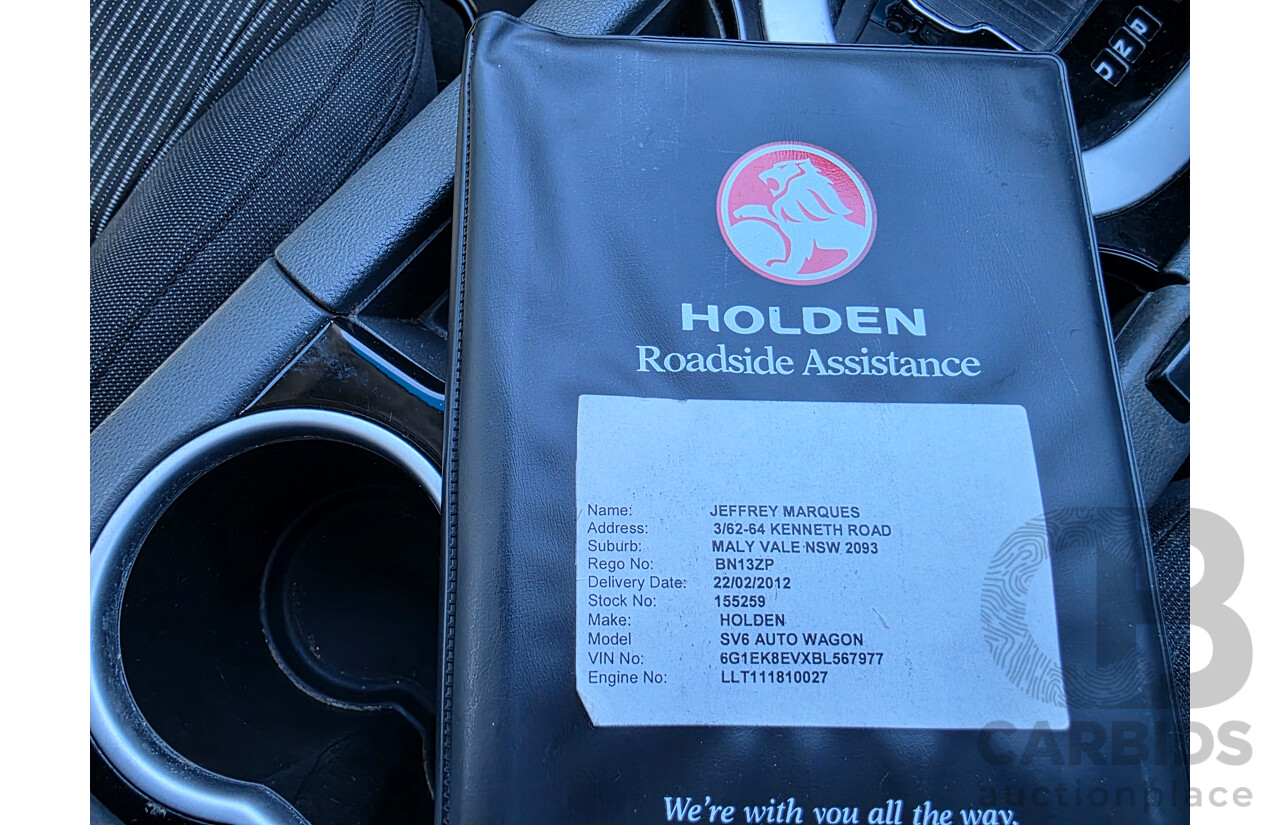 D
N
HOLDEN
Roadside Assistance
Name: JEFFREY MARQUES
Address: 3/62-64 KENNETH ROAD
Suburb: MALY VALE NSW 2093
Rego No: BN13ZP
Delivery Date: 22/02/2012
Stock No: 155259
Make: HOLDEN
Model SV6 AUTO WAGON
VIN No: 6G1EK8EVXBL567977
Engine No: LLT111810027
CB
CARBIDS
auctionplace
We're with you all the way.